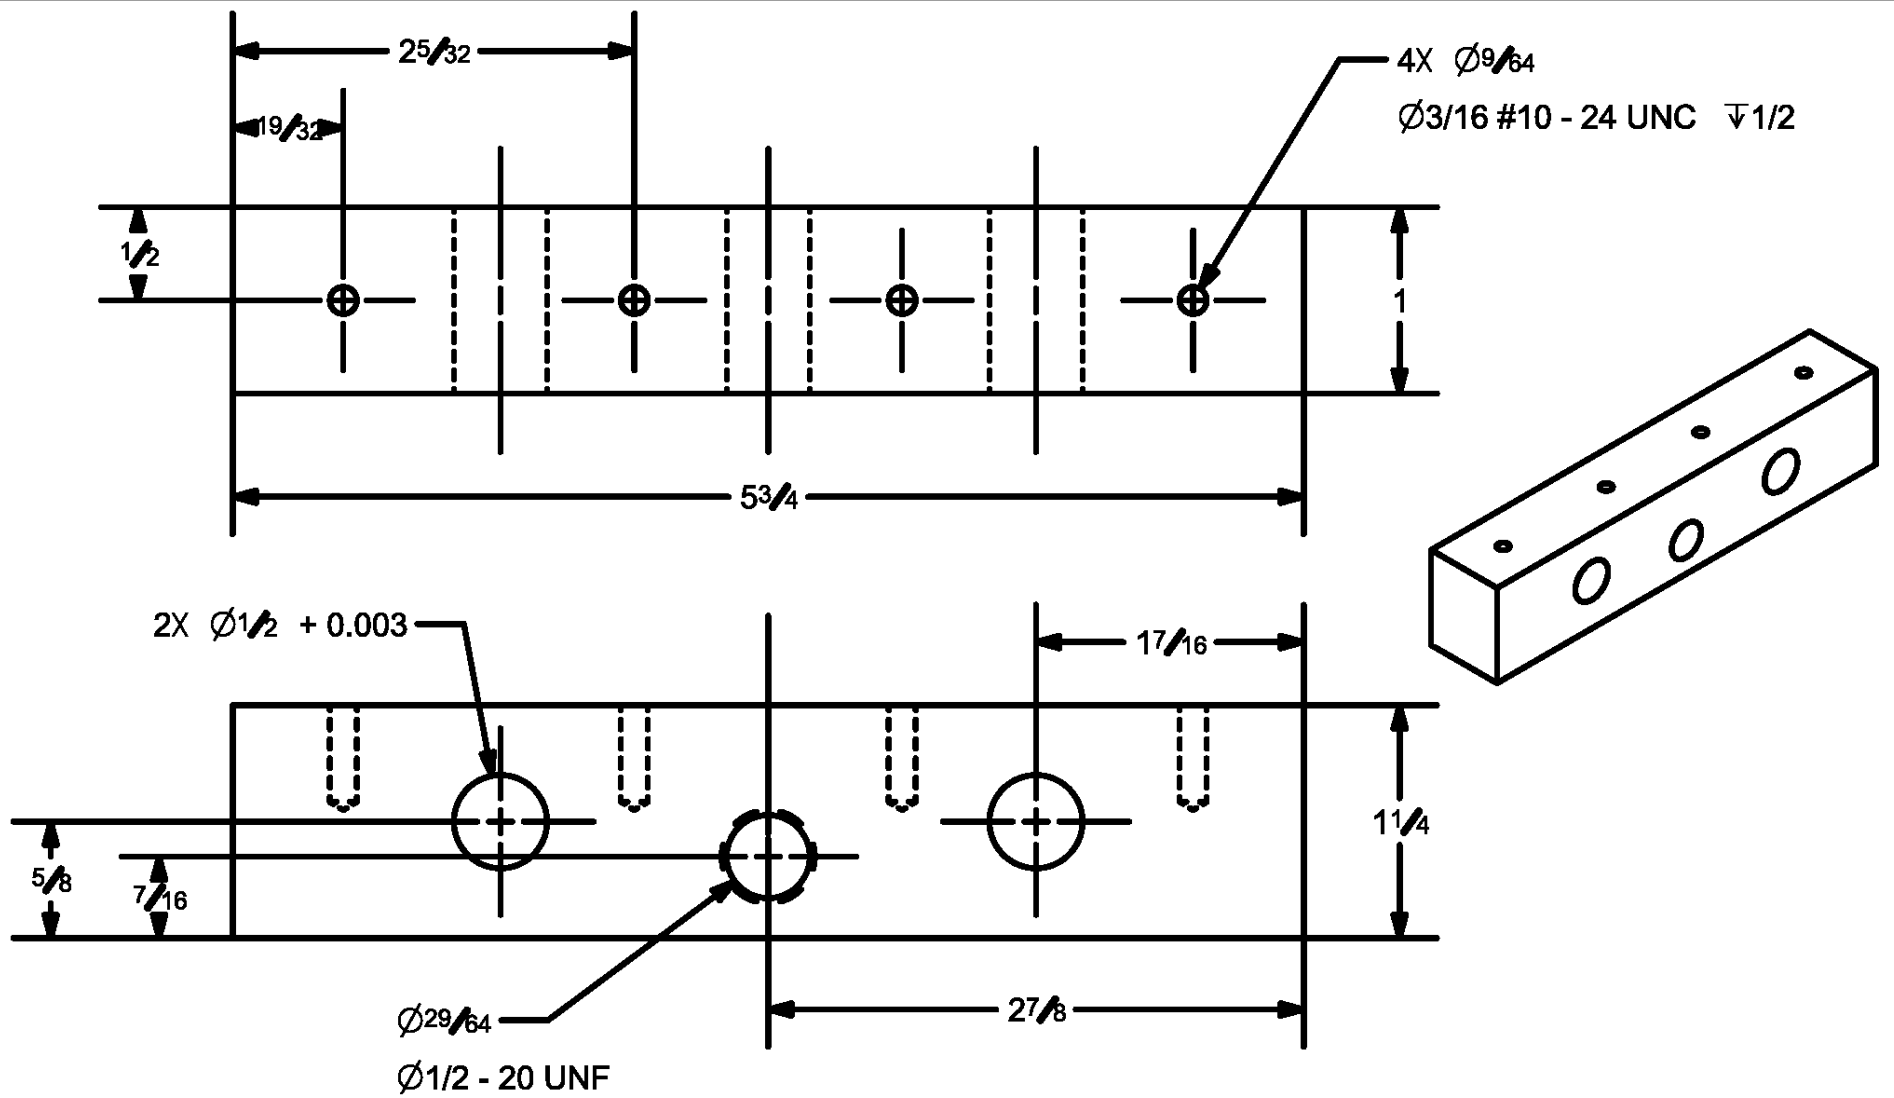 2 5/32
4X Ø9/64
19/32
Ø3/16 #10 - 24 UNC ↧1/2
1/2
1
5 3/4
2X Ø1/2 + 0.003
1 7/16
1 1/4
5/8
7/16
2 7/8
Ø29/64
Ø1/2 - 20 UNF